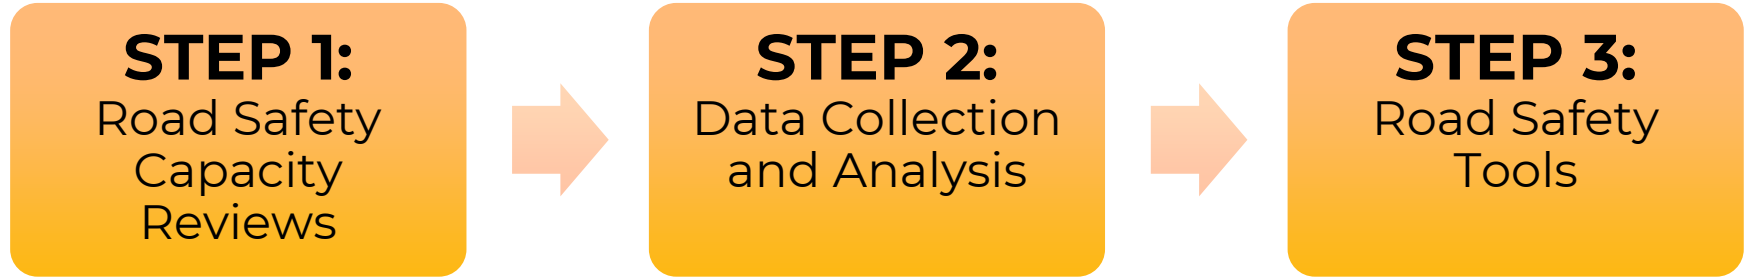 STEP 1:
Road Safety
Capacity
Reviews
STEP 2:
Data Collection
and Analysis
STEP 3:
Road Safety
Tools